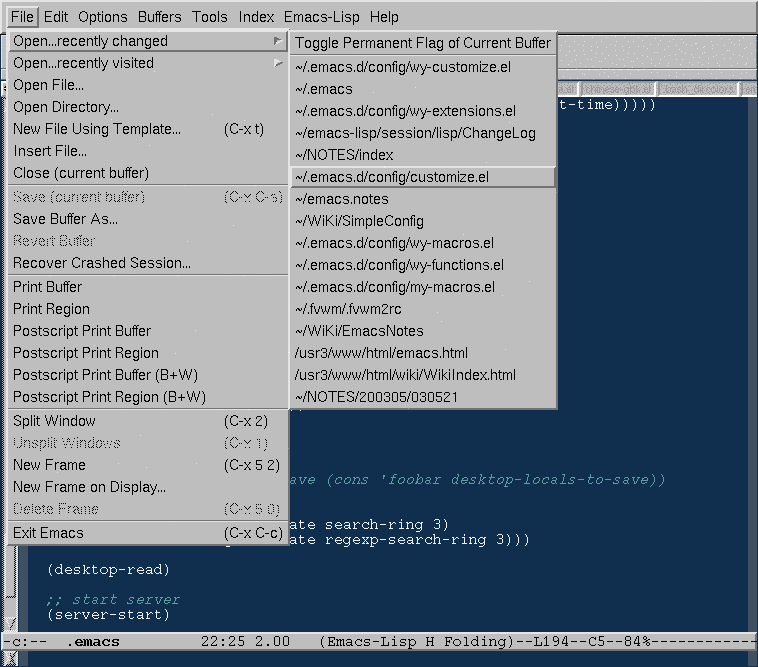 File Edit Options Buffers Tools Index Emacs-Lisp Help
Open...recently changed
Open...recently visited
Open File...
Open Directory...
New File Using Template... (C-x t)
Insert File...
Close (current buffer)
Save (current buffer) (C-x C-s)
Save Buffer As...
Revert Buffer
Recover Crashed Session...
Print Buffer
Print Region
Postscript Print Buffer
Postscript Print Region
Postscript Print Buffer (B+W)
Postscript Print Region (B+W)
Split Window (C-x 2)
Unsplit Windows (C-x 1)
New Frame (C-x 5 2)
New Frame on Display...
Delete Frame (C-x 5 0)
Exit Emacs (C-x C-c)
Toggle Permanent Flag of Current Buffer
~/.emacs.d/config/wy-customize.el
~/.emacs
~/.emacs.d/config/wy-extensions.el
~/emacs-lisp/session/lisp/ChangeLog
~/NOTES/index
~/.emacs.d/config/customize.el
~/emacs.notes
~/WiKi/SimpleConfig
~/.emacs.d/config/wy-macros.el
~/.emacs.d/config/wy-functions.el
~/.emacs.d/config/my-macros.el
~/.fvwm/.fvwm2rc
~/WiKi/EmacsNotes
/usr3/www/html/emacs.html
/usr3/www/html/wiki/WikiIndex.html
~/NOTES/200305/030521
chinese-gbk.el .bash_dircolors
t-time)))))
ave (cons 'foobar desktop-locals-to-save))
ate search-ring 3)
ate regexp-search-ring 3)))
(desktop-read)
;; start server
(server-start)
-c:-- .emacs 22:25 2.00 (Emacs-Lisp H Folding)--L194--C5--84%------------